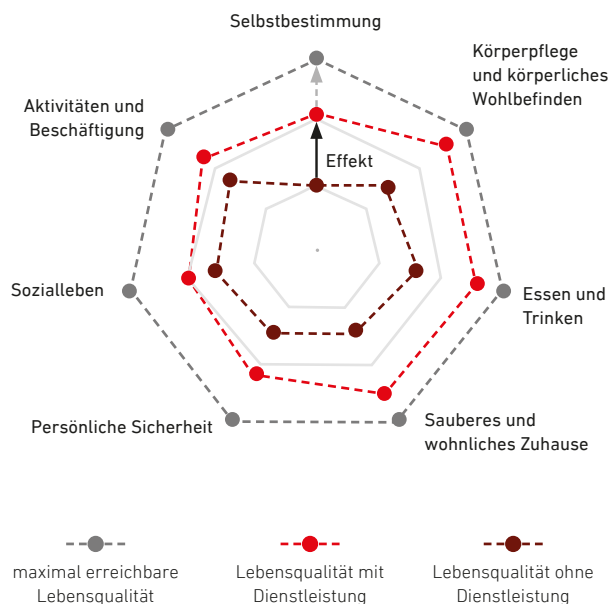 Selbstbestimmung
Körperpflege
und körperliches
Wohlbefinden
Aktivitäten und
Beschäftigung
Effekt
Sozialleben
Essen und
Trinken
Persönliche Sicherheit
Sauberes und
wohnliches Zuhause
maximal erreichbare
Lebensqualität
Lebensqualität mit
Dienstleistung
Lebensqualität ohne
Dienstleistung